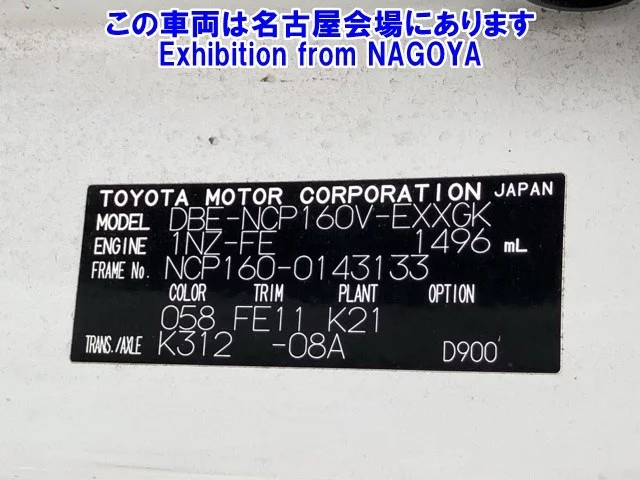 この車両は名古屋会場にあります
Exhibition from NAGOYA
TOYOTA MOTOR CORPORATION JAPAN
MODEL DBE-NCP160V-EXXGK
ENGINE 1NZ-FE 1496 mL
FRAME No. NCP160-0143133
COLOR TRIM PLANT OPTION
058 FE11 K21
TRANS./AXLE K312 -08A D900